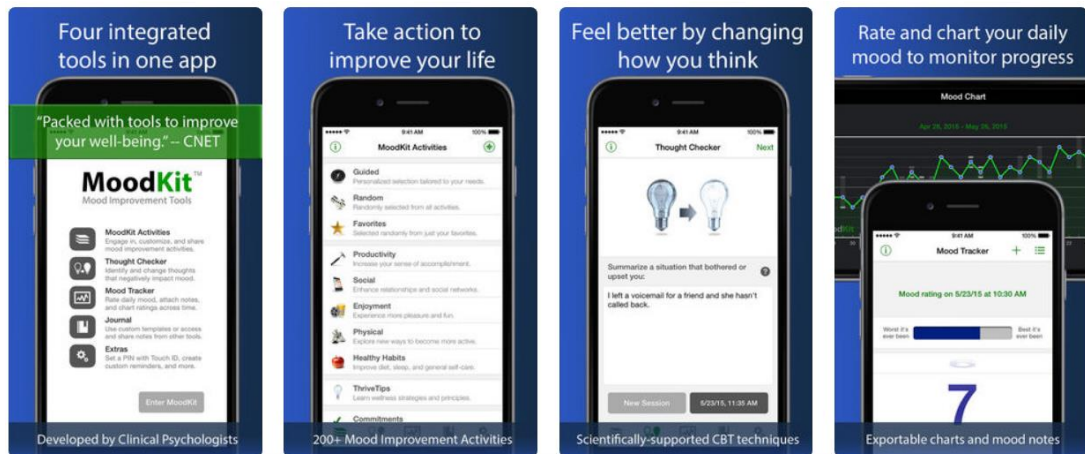 Four integrated
tools in one app
"Packed with tools to improve
your well-being." -- CNET
MoodKit™
Mood Improvement Tools
MoodKit Activities
Engage in, customize, and share
mood improvement activities.
Thought Checker
Identify and change thoughts
that negatively impact mood.
Mood Tracker
Rate daily mood, attach notes,
and chart ratings across time.
Journal
Use custom templates or access
and share notes from other tools.
Extras
Set a PIN with Touch ID, create
custom reminders, and more.
Enter MoodKit
Developed by Clinical Psychologists
Take action to
improve your life
9:41 AM 100%
MoodKit Activities
Guided
Personalized selection tailored to your needs.
Random
Randomly selected from all activities.
Favorites
Selected randomly from just your favorites.
Productivity
Increase your sense of accomplishment.
Social
Enhance relationships and social networks.
Enjoyment
Experience more pleasure and fun.
Physical
Explore new ways to become more active.
Healthy Habits
Improve diet, sleep, and general self-care.
ThriveTips
Learn wellness strategies and principles.
Commitments
200+ Mood Improvement Activities
Feel better by changing
how you think
9:41 AM 100%
Thought Checker Next
Summarize a situation that bothered or
upset you:
I left a voicemail for a friend and she hasn't
called back.
New Session 5/23/15, 11:35 AM
Scientifically-supported CBT techniques
Rate and chart your daily
mood to monitor progress
Mood Chart
9:41 AM 100%
Mood Tracker
Mood rating on 5/23/15 at 10:30 AM
Worst it's
ever been
Best it's
ever been
7
Exportable charts and mood notes